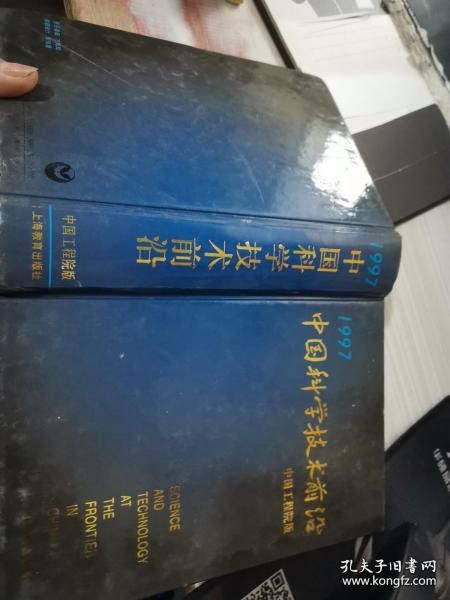 1997
中国科学技术前沿
中国工程院版
SCIENCE
AND
TECHNOLOGY
AT
THE
FRONTIER
IN
CHINA
1997
中国科学技术前沿
中国工程院版
上海教育出版社
孔夫子旧书网
www.kongfz.com